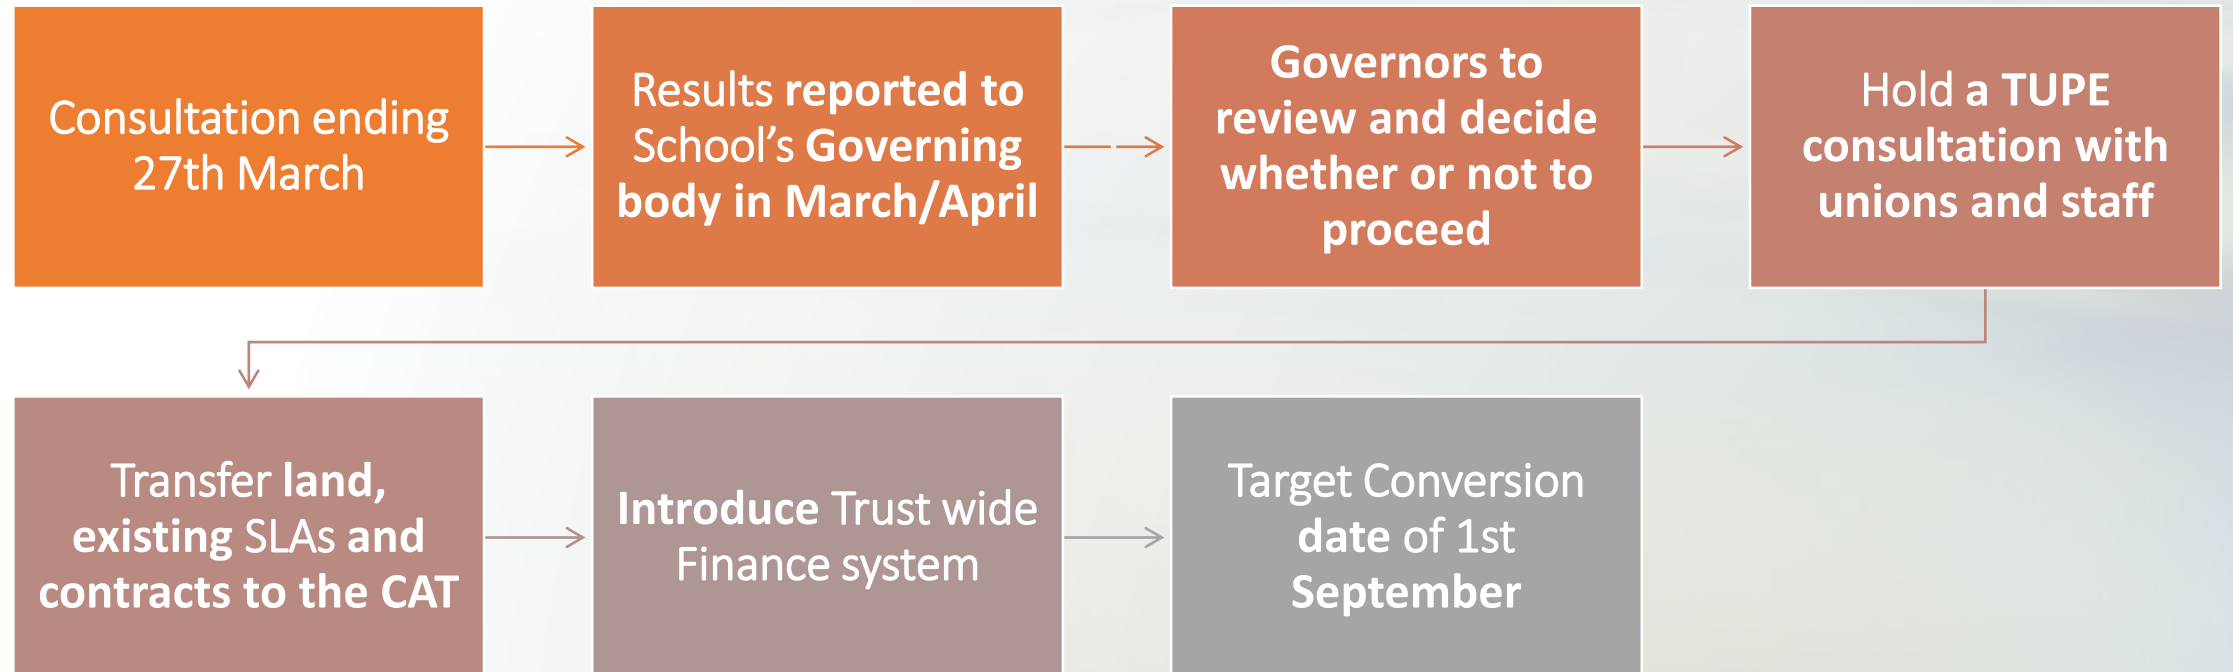 Consultation ending
27th March
Results reported to
School’s Governing
body in March/April
Governors to
review and decide
whether or not to
proceed
Hold a TUPE
consultation with
unions and staff
Transfer land,
existing SLAs and
contracts to the CAT
Introduce Trust wide
Finance system
Target Conversion
date of 1st
September